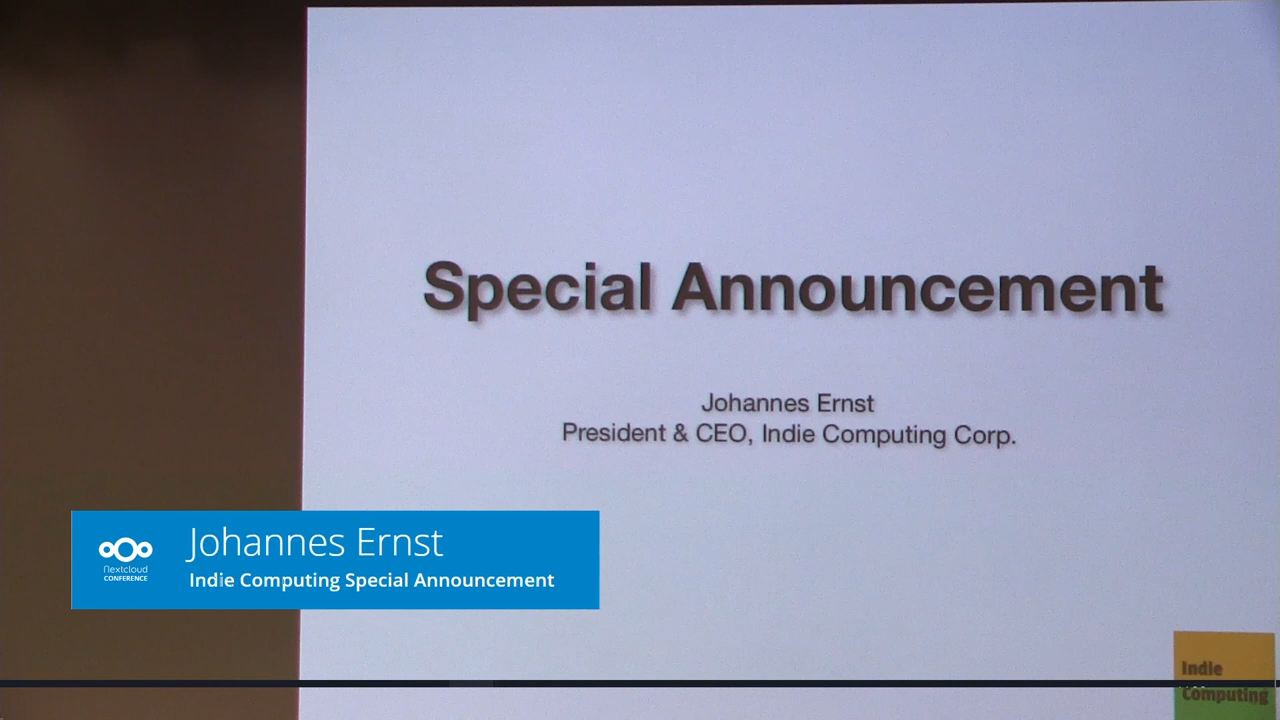 Special Announcement
Johannes Ernst
President & CEO, Indie Computing Corp.
Johannes Ernst
Indie Computing Special Announcement
Nextcloud
CONFERENCE
Indie
Computing